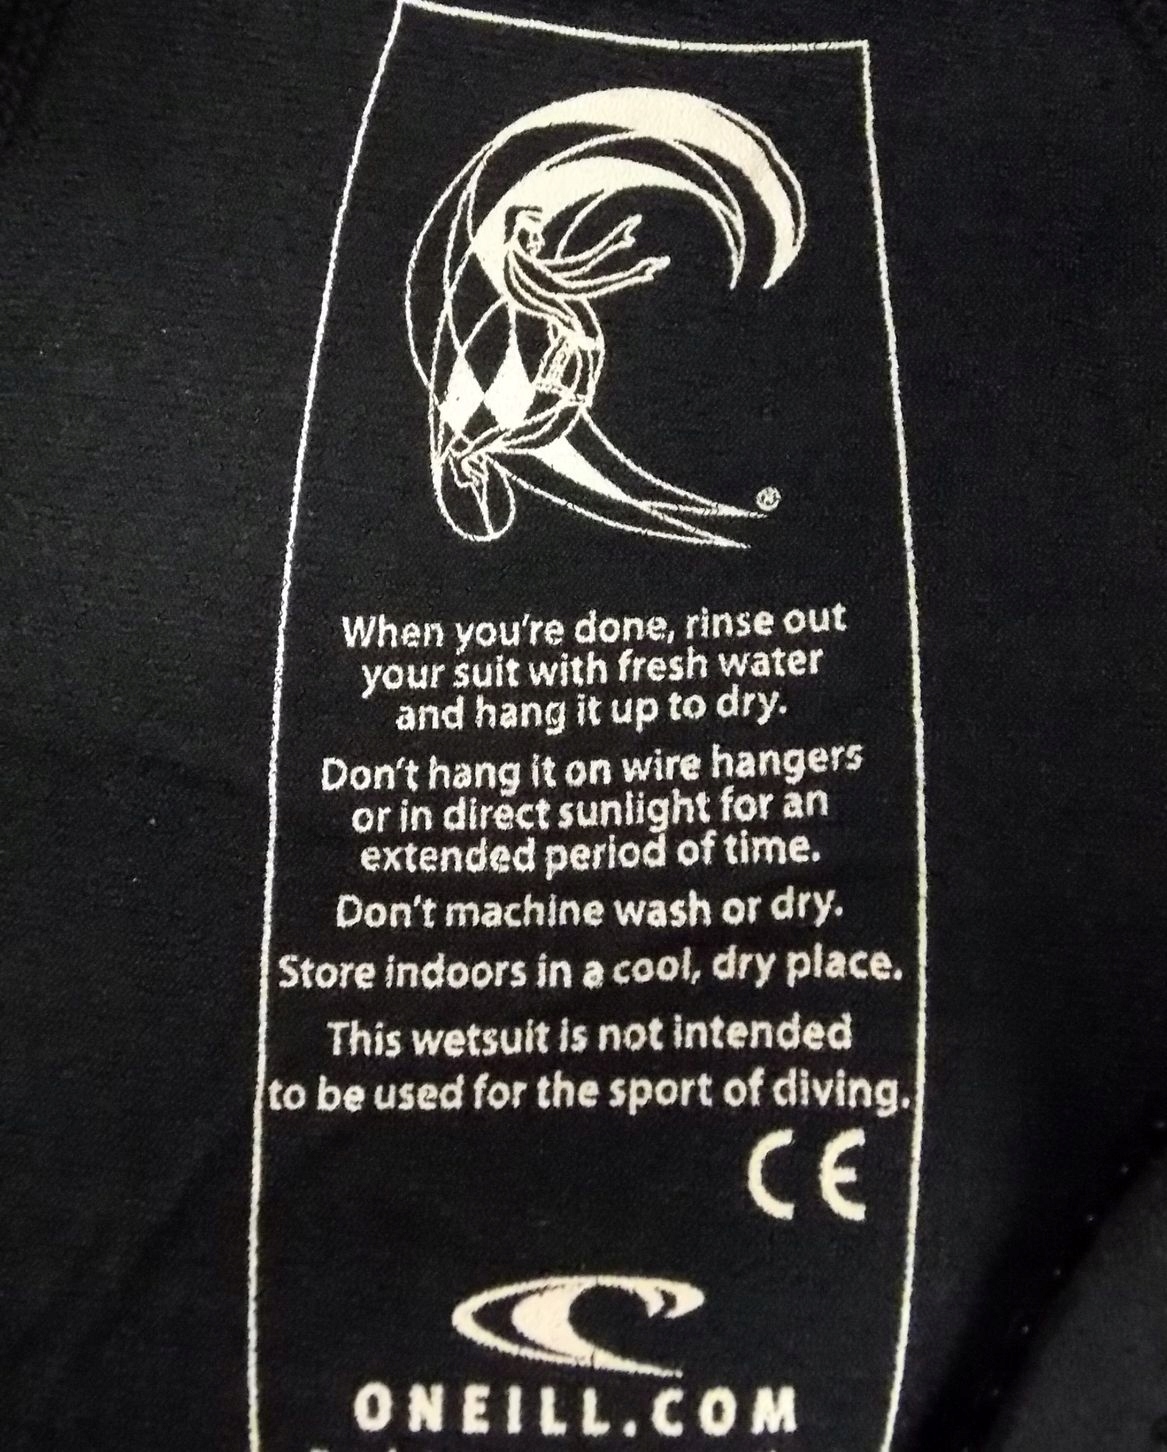 ®
When you're done, rinse out
your suit with fresh water
and hang it up to dry.
Don't hang it on wire hangers
or in direct sunlight for an
extended period of time.
Don't machine wash or dry.
Store indoors in a cool, dry place.
This wetsuit is not intended
to be used for the sport of diving.
CE
ONEILL.COM